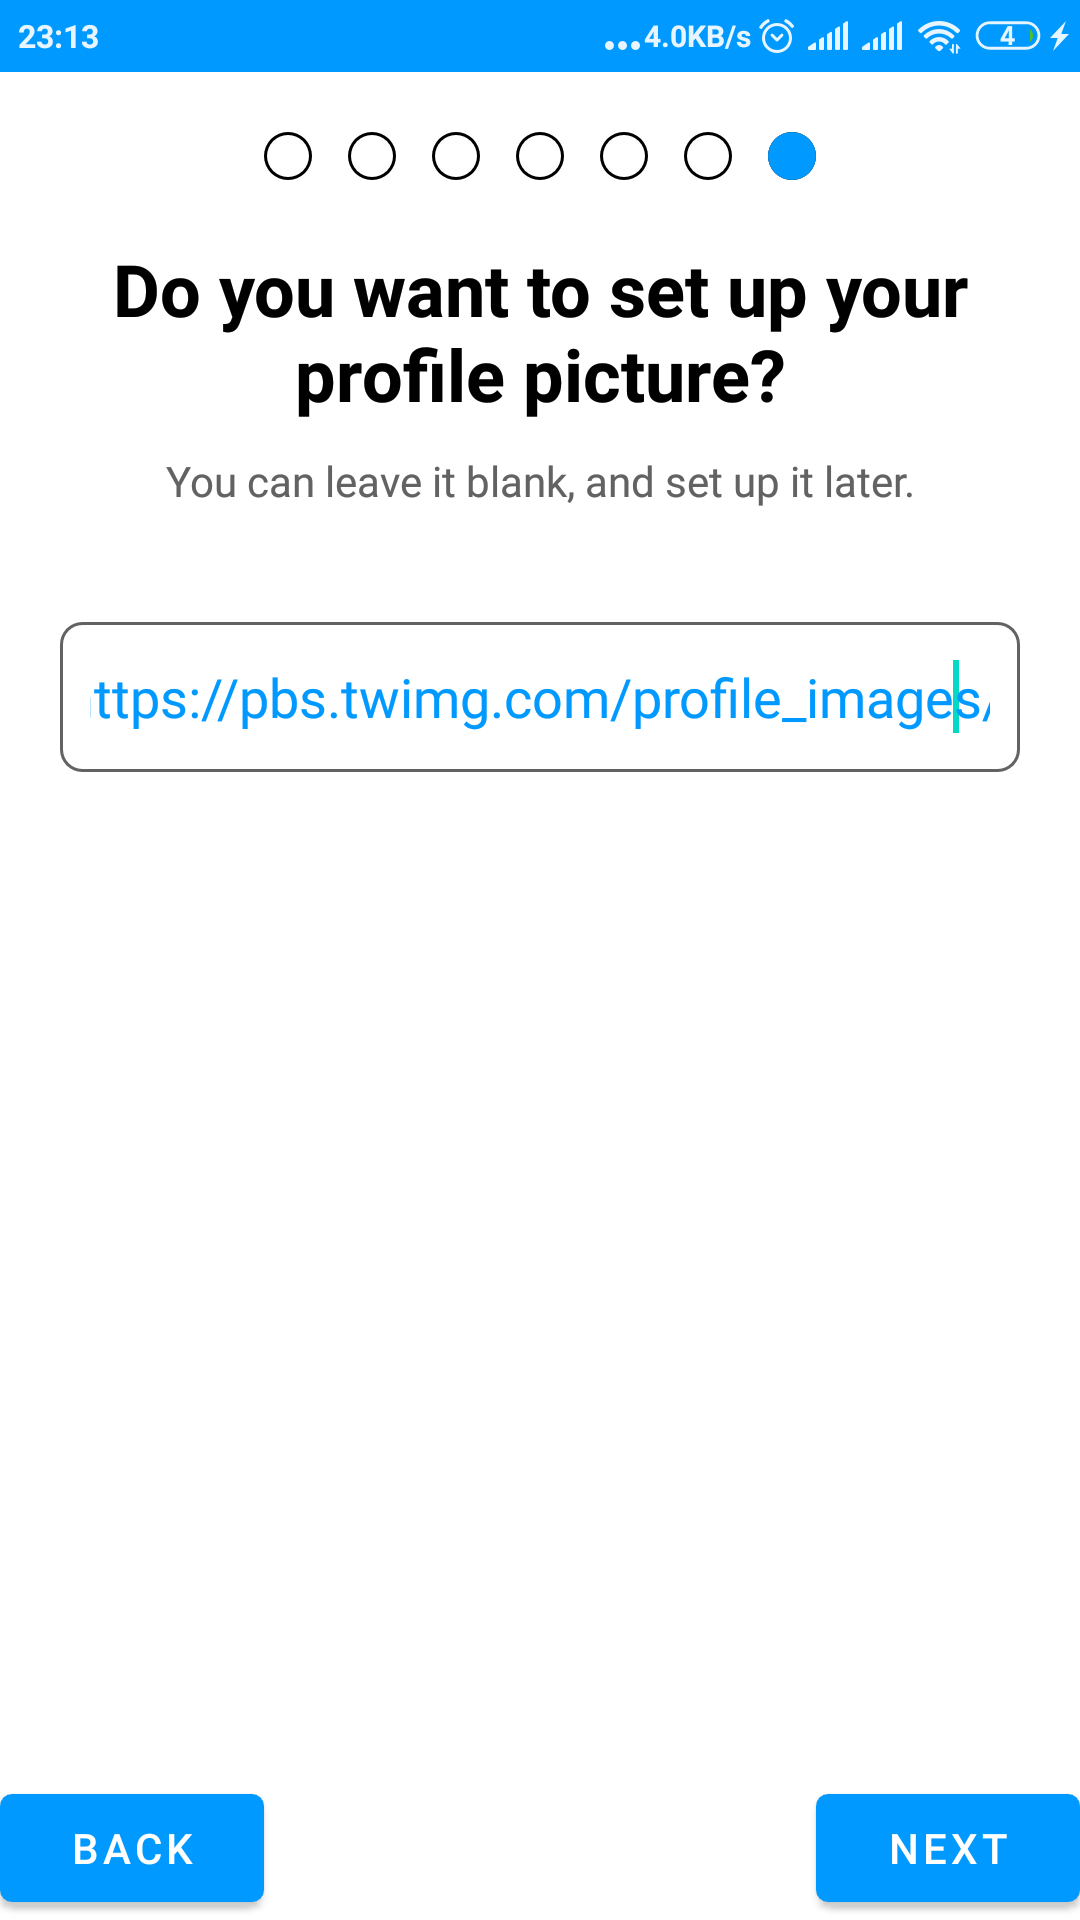 23:13
...4.0KB/s 4
Do you want to set up your
profile picture?
You can leave it blank, and set up it later.
ttps://pbs.twimg.com/profile_images/
BACK NEXT